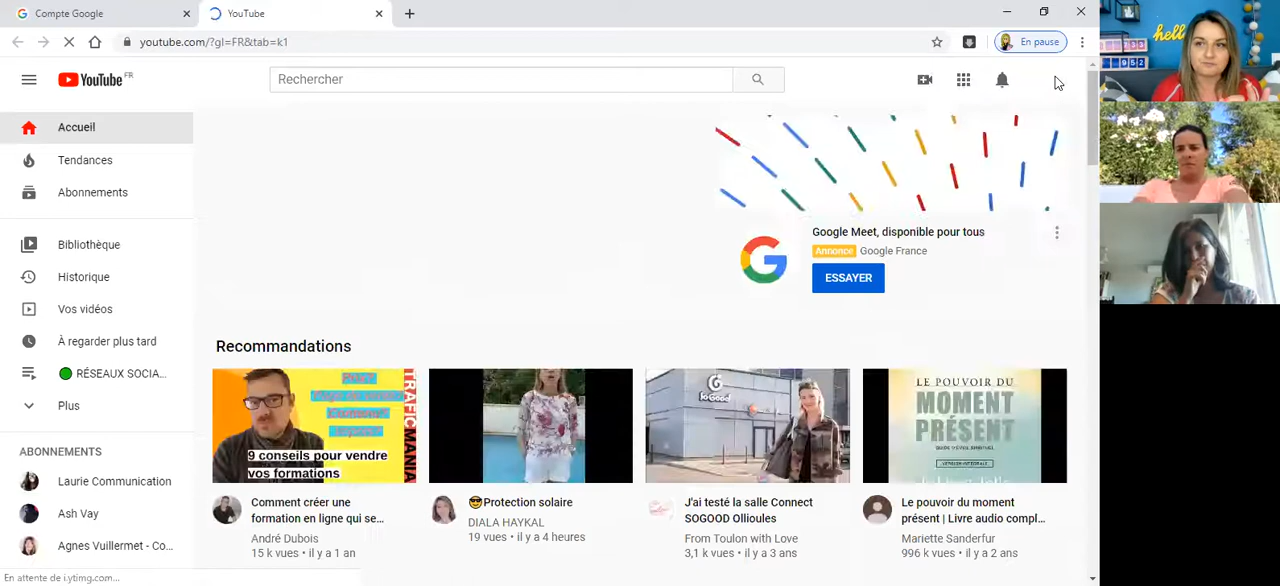 Compte Google
YouTube
youtube.com/?gl=FR&tab=k1
En pause
YouTube FR
Rechercher
Accueil
Tendances
Abonnements
Bibliothèque
Historique
Vos vidéos
À regarder plus tard
RÉSEAUX SOCIA...
Plus
ABONNEMENTS
Laurie Communication
Ash Vay
Agnes Vuillermet - Co...
Google Meet, disponible pour tous
Annonce Google France
ESSAYER
Recommandations
TRAFICMANIA
9 conseils pour vendre
vos formations
Comment créer une
formation en ligne qui se...
André Dubois
15 k vues • il y a 1 an
😎Protection solaire
DIALA HAYKAL
19 vues • il y a 4 heures
SoGood
J'ai testé la salle Connect
SOGOOD Ollioules
From Toulon with Love
3,1 k vues • il y a 3 ans
LE POUVOIR DU
MOMENT
PRÉSENT
Le pouvoir du moment
présent | Livre audio compl...
Mariette Sanderfur
996 k vues • il y a 2 ans
En attente de i.ytimg.com...
hello
952